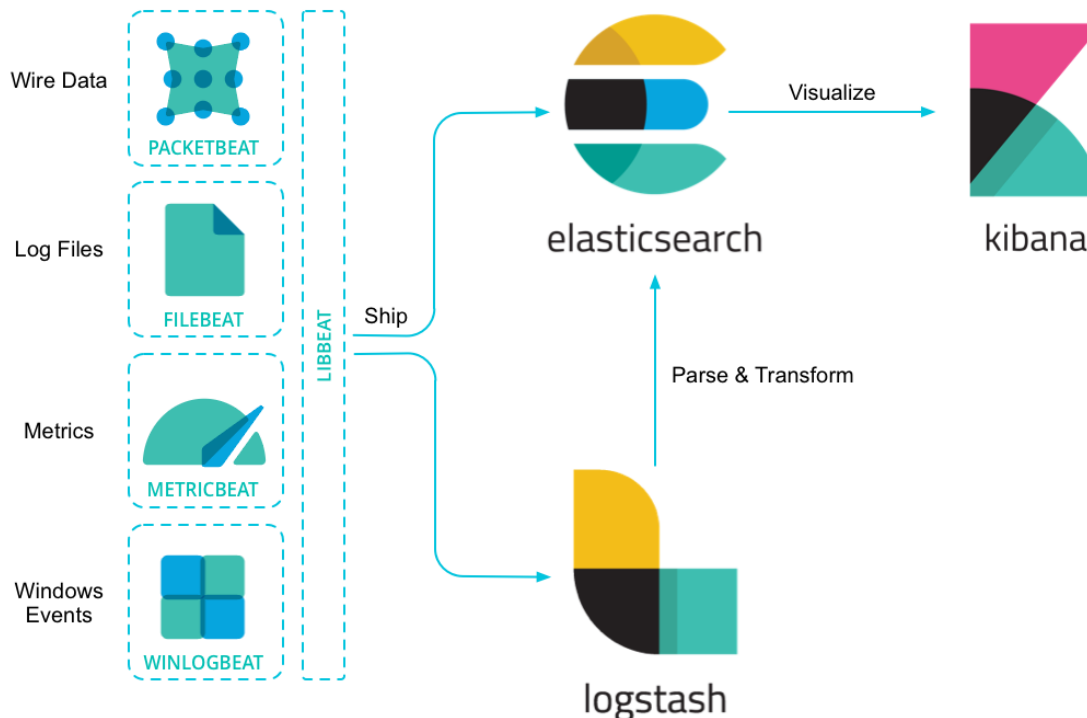 Wire Data
PACKETBEAT
Log Files
FILEBEAT
Metrics
METRICBEAT
Windows
Events
WINLOGBEAT
LIBBEAT
Ship
elasticsearch
Visualize
kibana
Parse & Transform
logstash